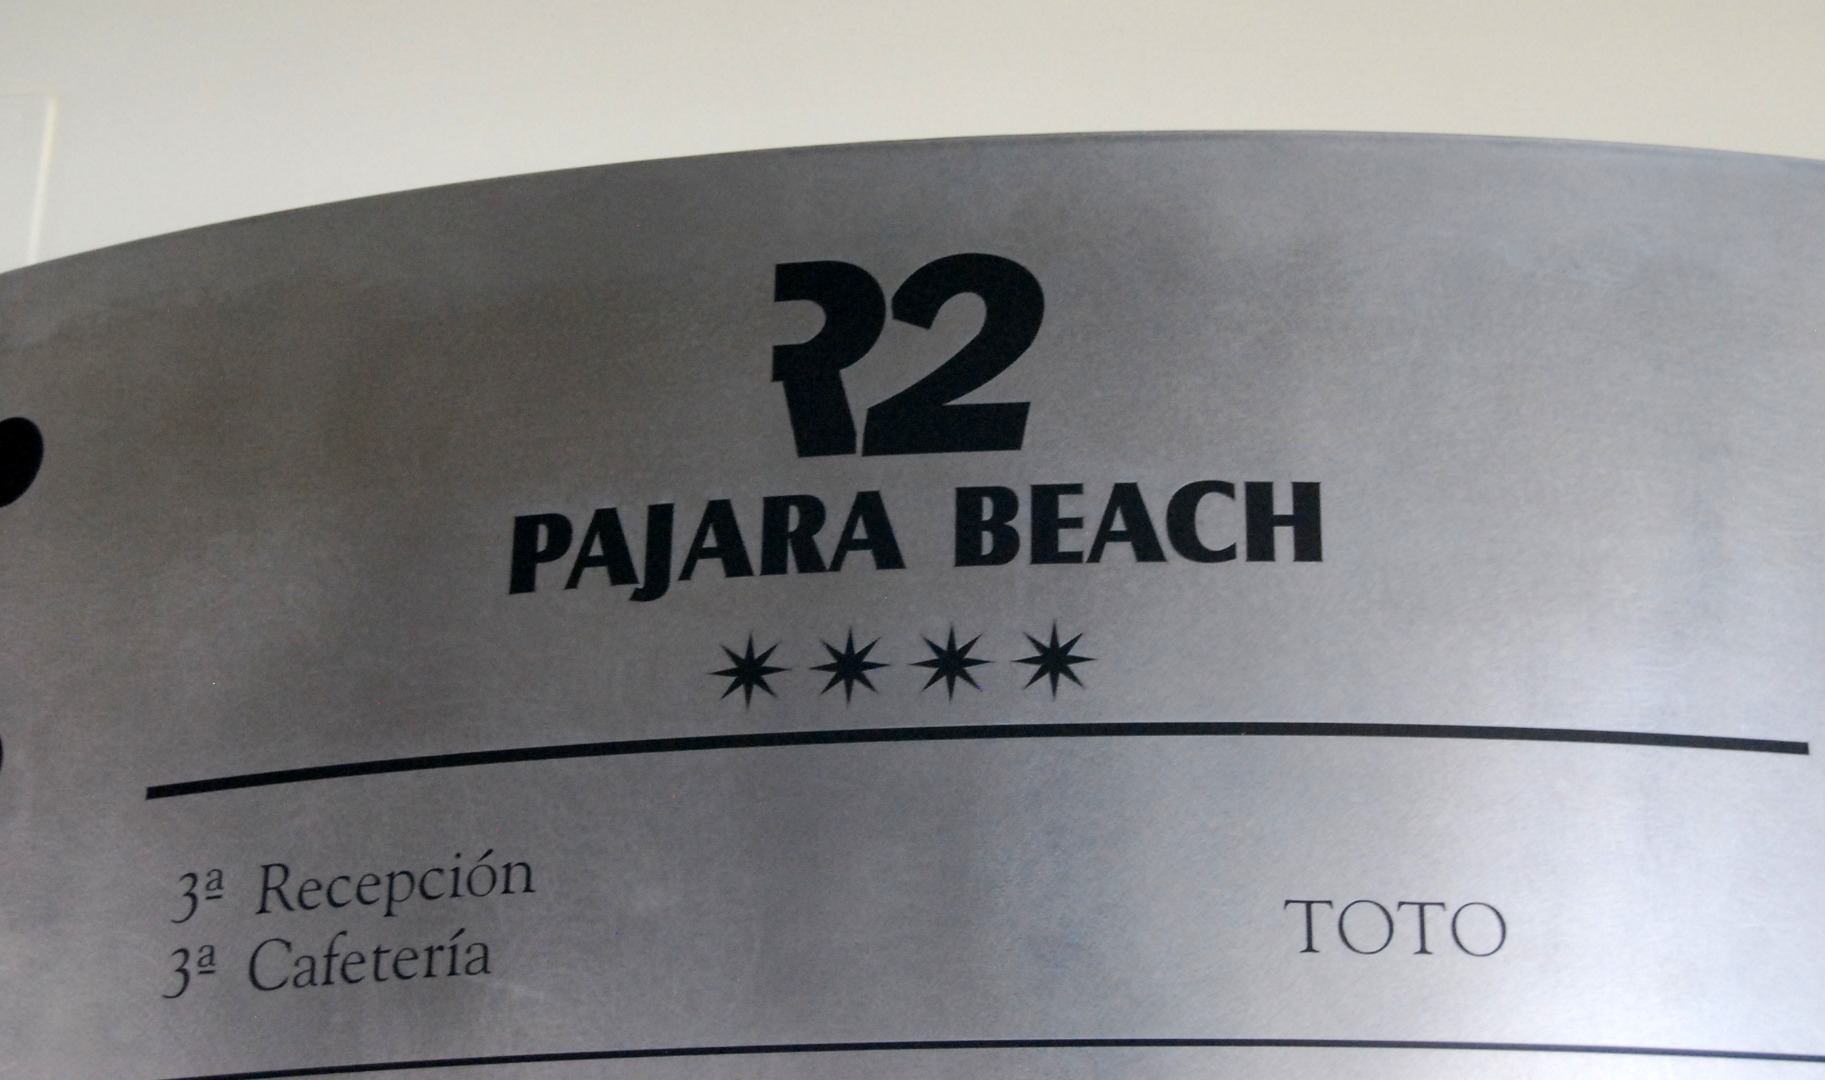 R2
PAJARA BEACH
3ª Recepción
3ª Cafetería
TOTO